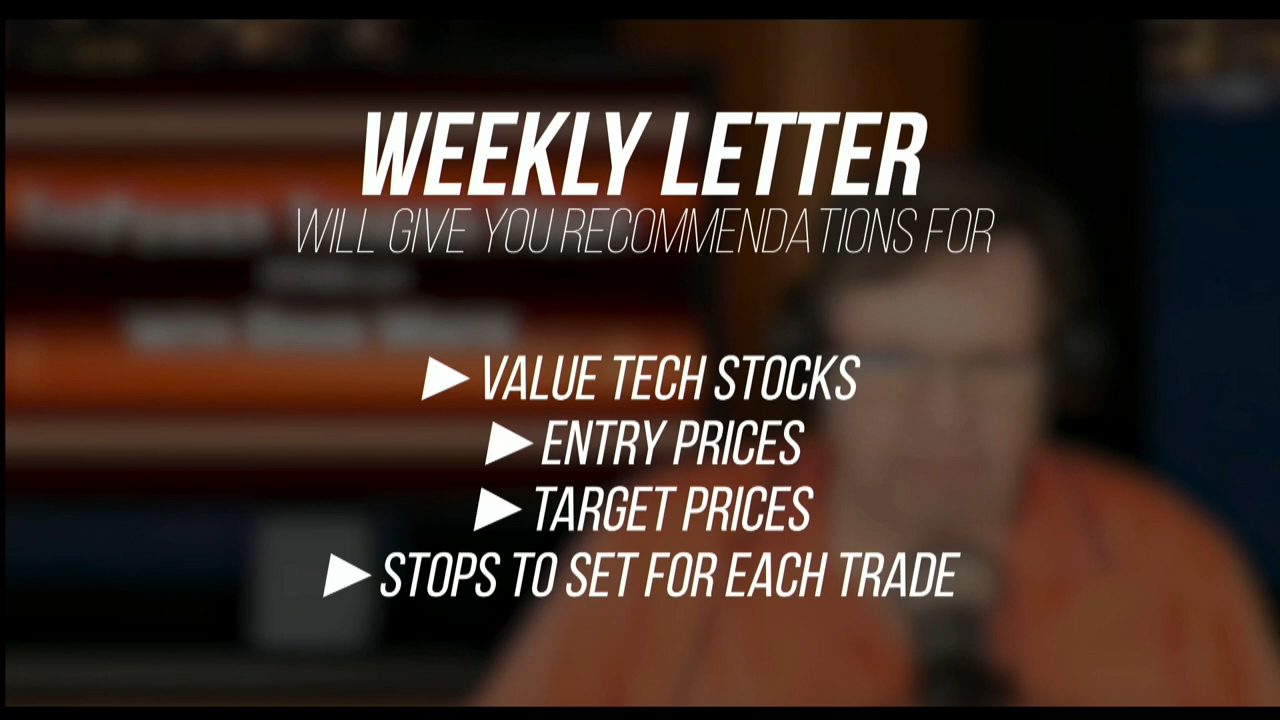 WEEKLY LETTER
WILL GIVE YOU RECOMMENDATIONS FOR
▶ VALUE TECH STOCKS
▶ ENTRY PRICES
▶ TARGET PRICES
▶ STOPS TO SET FOR EACH TRADE